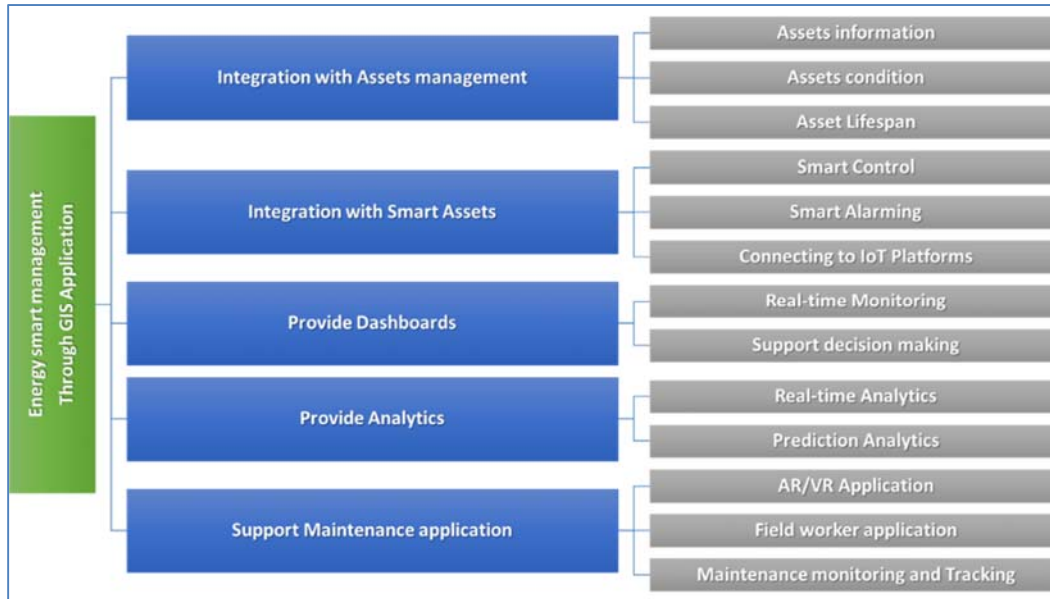 Energy smart management
Through GIS Application
Integration with Assets management
Assets information
Assets condition
Asset Lifespan
Integration with Smart Assets
Smart Control
Smart Alarming
Connecting to IoT Platforms
Provide Dashboards
Real-time Monitoring
Support decision making
Provide Analytics
Real-time Analytics
Prediction Analytics
Support Maintenance application
AR/VR Application
Field worker application
Maintenance monitoring and Tracking